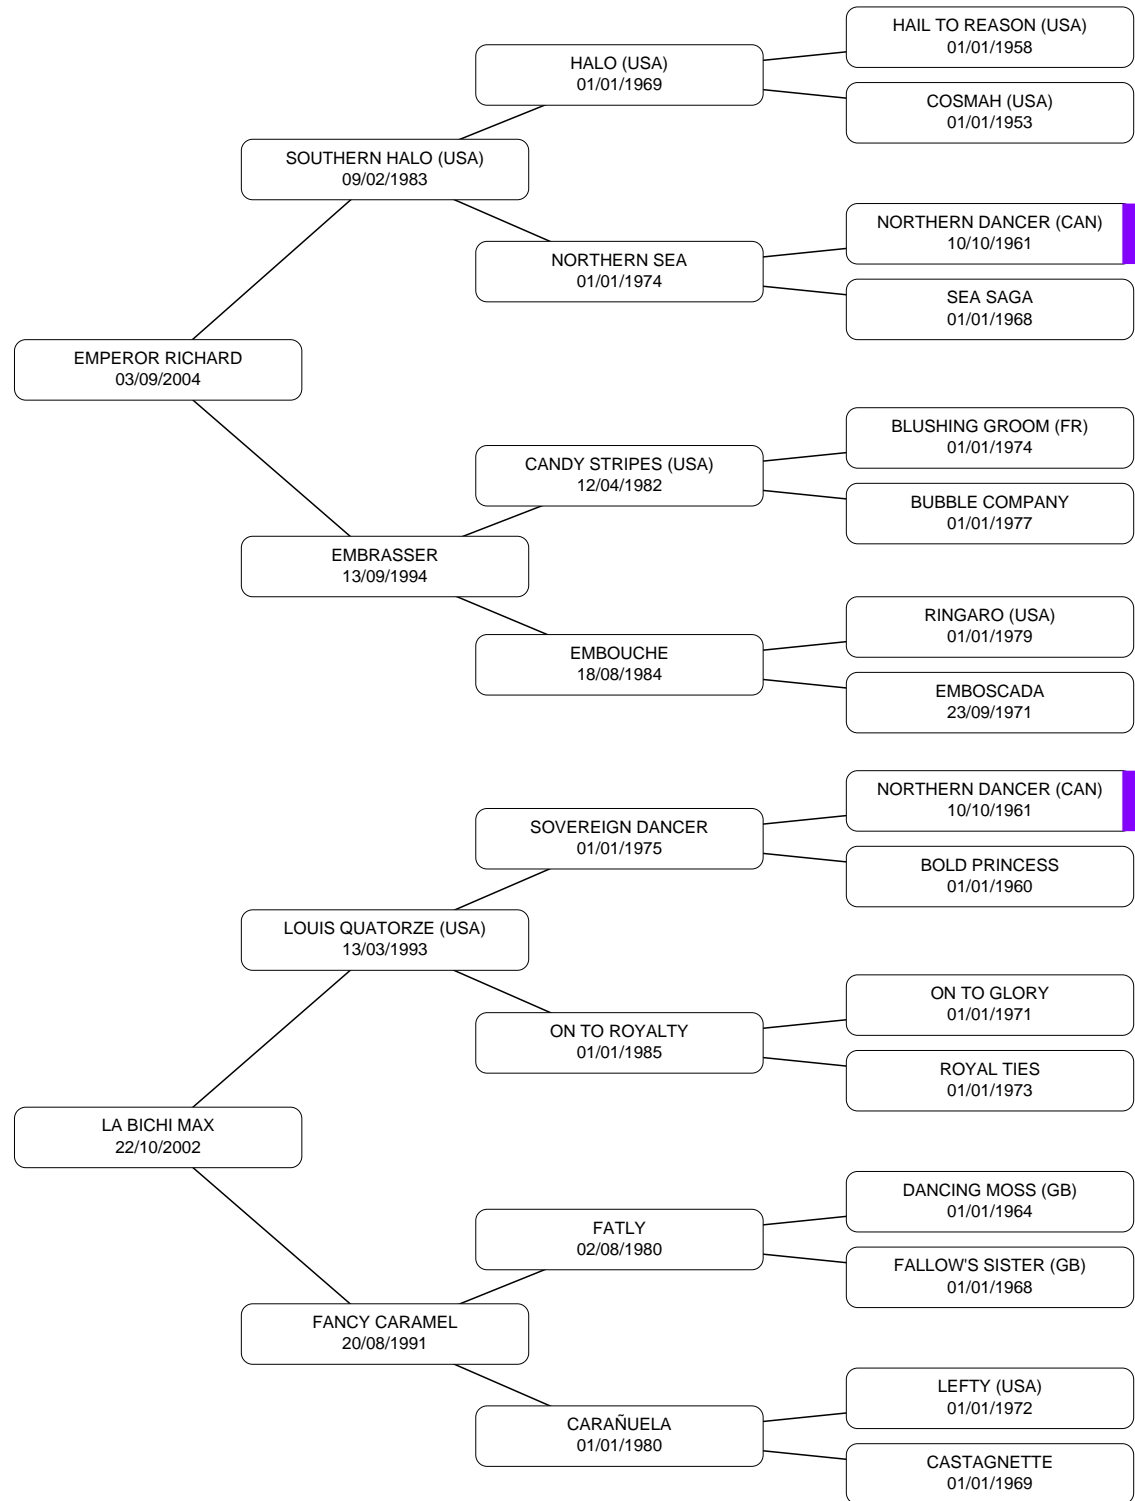 HAIL TO REASON (USA)
01/01/1958
HALO (USA)
01/01/1969
COSMAH (USA)
01/01/1953
SOUTHERN HALO (USA)
09/02/1983
NORTHERN DANCER (CAN)
10/10/1961
NORTHERN SEA
01/01/1974
SEA SAGA
01/01/1968
EMPEROR RICHARD
03/09/2004
BLUSHING GROOM (FR)
01/01/1974
CANDY STRIPES (USA)
12/04/1982
BUBBLE COMPANY
01/01/1977
EMBRASSER
13/09/1994
RINGARO (USA)
01/01/1979
EMBOUCHE
18/08/1984
EMBOSCADA
23/09/1971
NORTHERN DANCER (CAN)
10/10/1961
SOVEREIGN DANCER
01/01/1975
BOLD PRINCESS
01/01/1960
LOUIS QUATORZE (USA)
13/03/1993
ON TO GLORY
01/01/1971
ON TO ROYALTY
01/01/1985
ROYAL TIES
01/01/1973
LA BICHI MAX
22/10/2002
DANCING MOSS (GB)
01/01/1964
FATLY
02/08/1980
FALLOW'S SISTER (GB)
01/01/1968
FANCY CARAMEL
20/08/1991
LEFTY (USA)
01/01/1972
CARAÑUELA
01/01/1980
CASTAGNETTE
01/01/1969